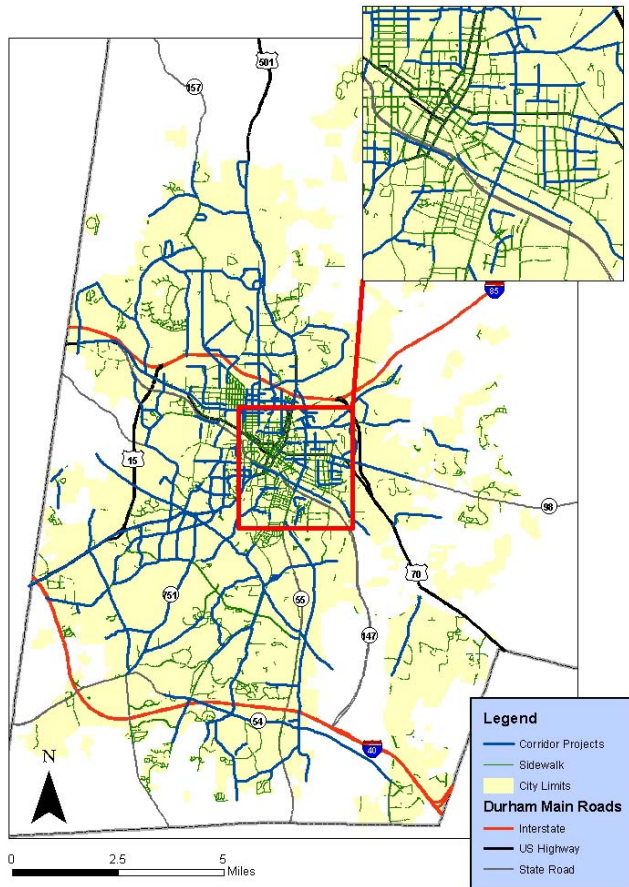 501
157
85
15
98
70
751
55
147
54
40
N
0 2.5 5
Miles
Legend
Corridor Projects
Sidewalk
City Limits
Durham Main Roads
Interstate
US Highway
State Road